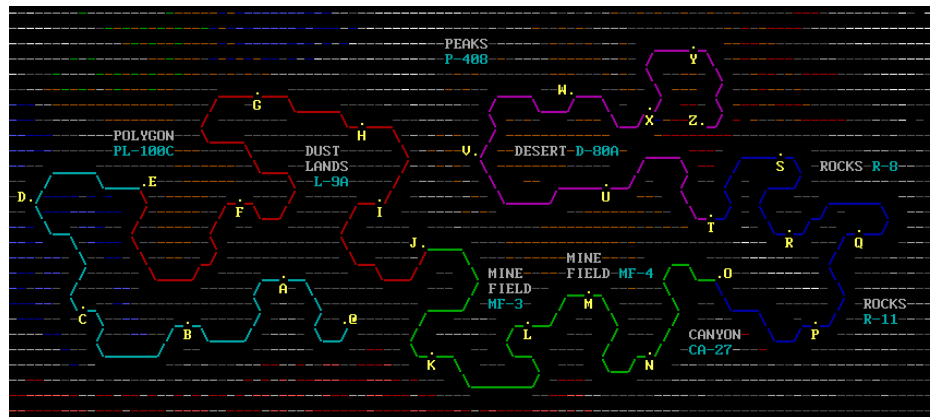 PEAKS
P-408
Y
W.
G
X
Z.
H
POLYGON
PL-100C
DUST
LANDS
L-9A
V.
DESERT D-80A
S
ROCKS R-8
.E
D.
F
I
U
T
R
Q
J.
MINE
FIELD MF-4
MINE
FIELD
MF-3
.O
A
M
C
B
.@
L
ROCKS
R-11
P
CANYON
CA-27
K
N